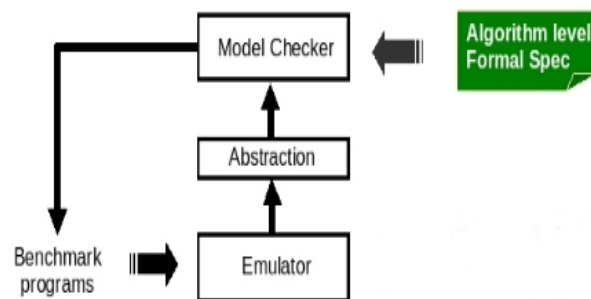 Model Checker
Algorithm level
Formal Spec
Abstraction
Benchmark
programs
Emulator